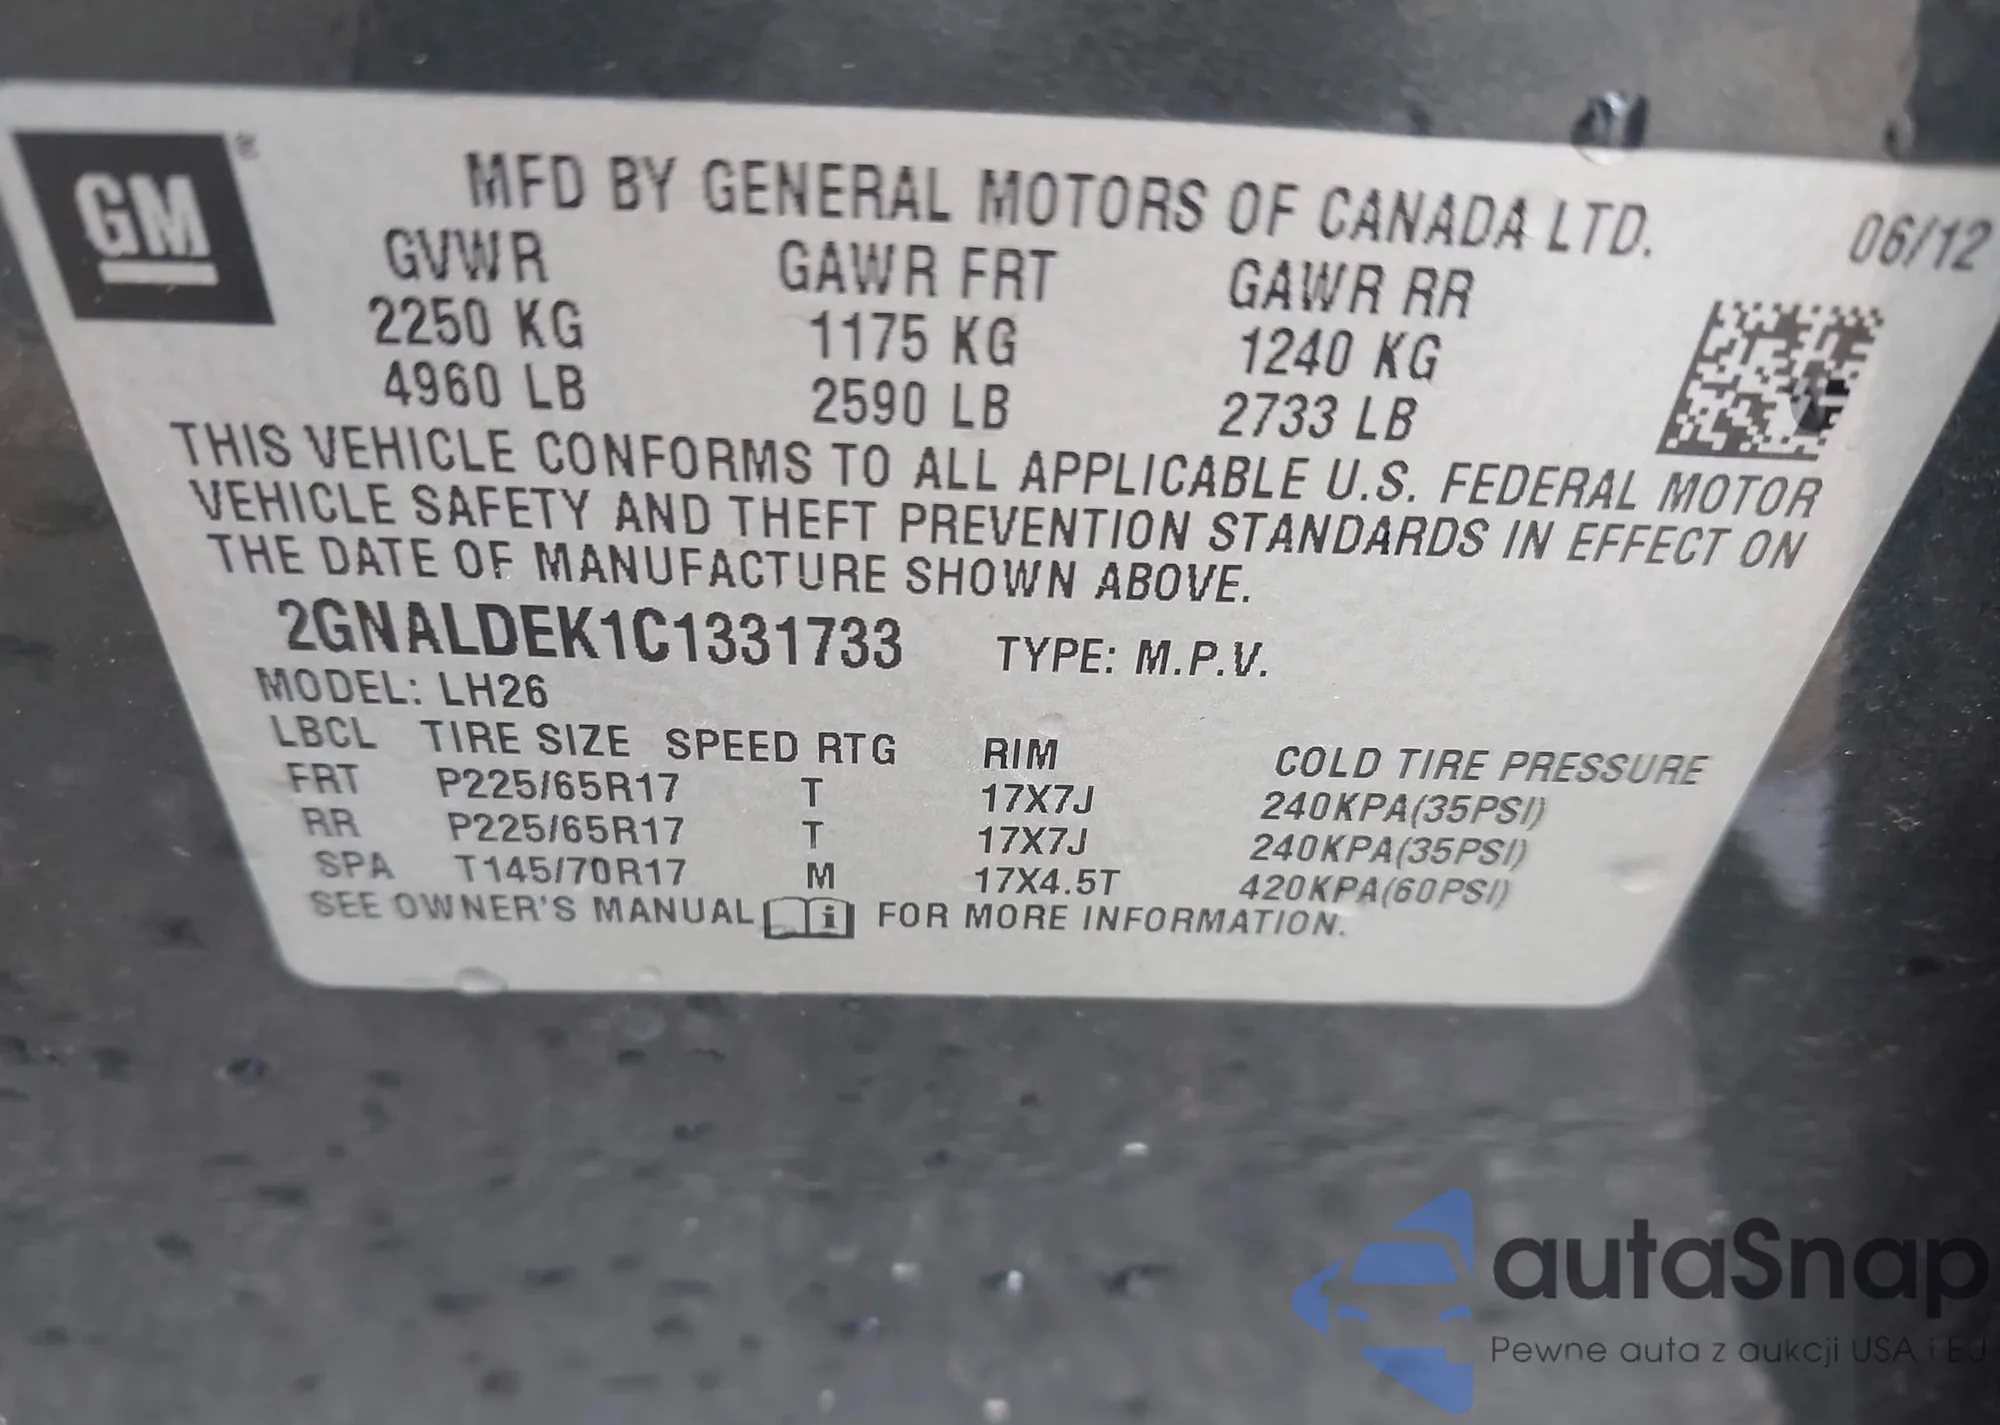 GM ®
MFD BY GENERAL MOTORS OF CANADA LTD.
06/12
GVWR GAWR FRT GAWR RR
2250 KG 1175 KG 1240 KG
4960 LB 2590 LB 2733 LB
THIS VEHICLE CONFORMS TO ALL APPLICABLE U.S. FEDERAL MOTOR
VEHICLE SAFETY AND THEFT PREVENTION STANDARDS IN EFFECT ON
THE DATE OF MANUFACTURE SHOWN ABOVE.
2GNALDEK1C1331733 TYPE: M.P.V.
MODEL: LH26
LBCL TIRE SIZE SPEED RTG RIM COLD TIRE PRESSURE
FRT P225/65R17 T 17X7J 240KPA(35PSI)
RR P225/65R17 T 17X7J 240KPA(35PSI)
SPA T145/70R17 M 17X4.5T 420KPA(60PSI)
SEE OWNER'S MANUAL i FOR MORE INFORMATION.
autaSnap
Pewne auta z aukcji USA i EU